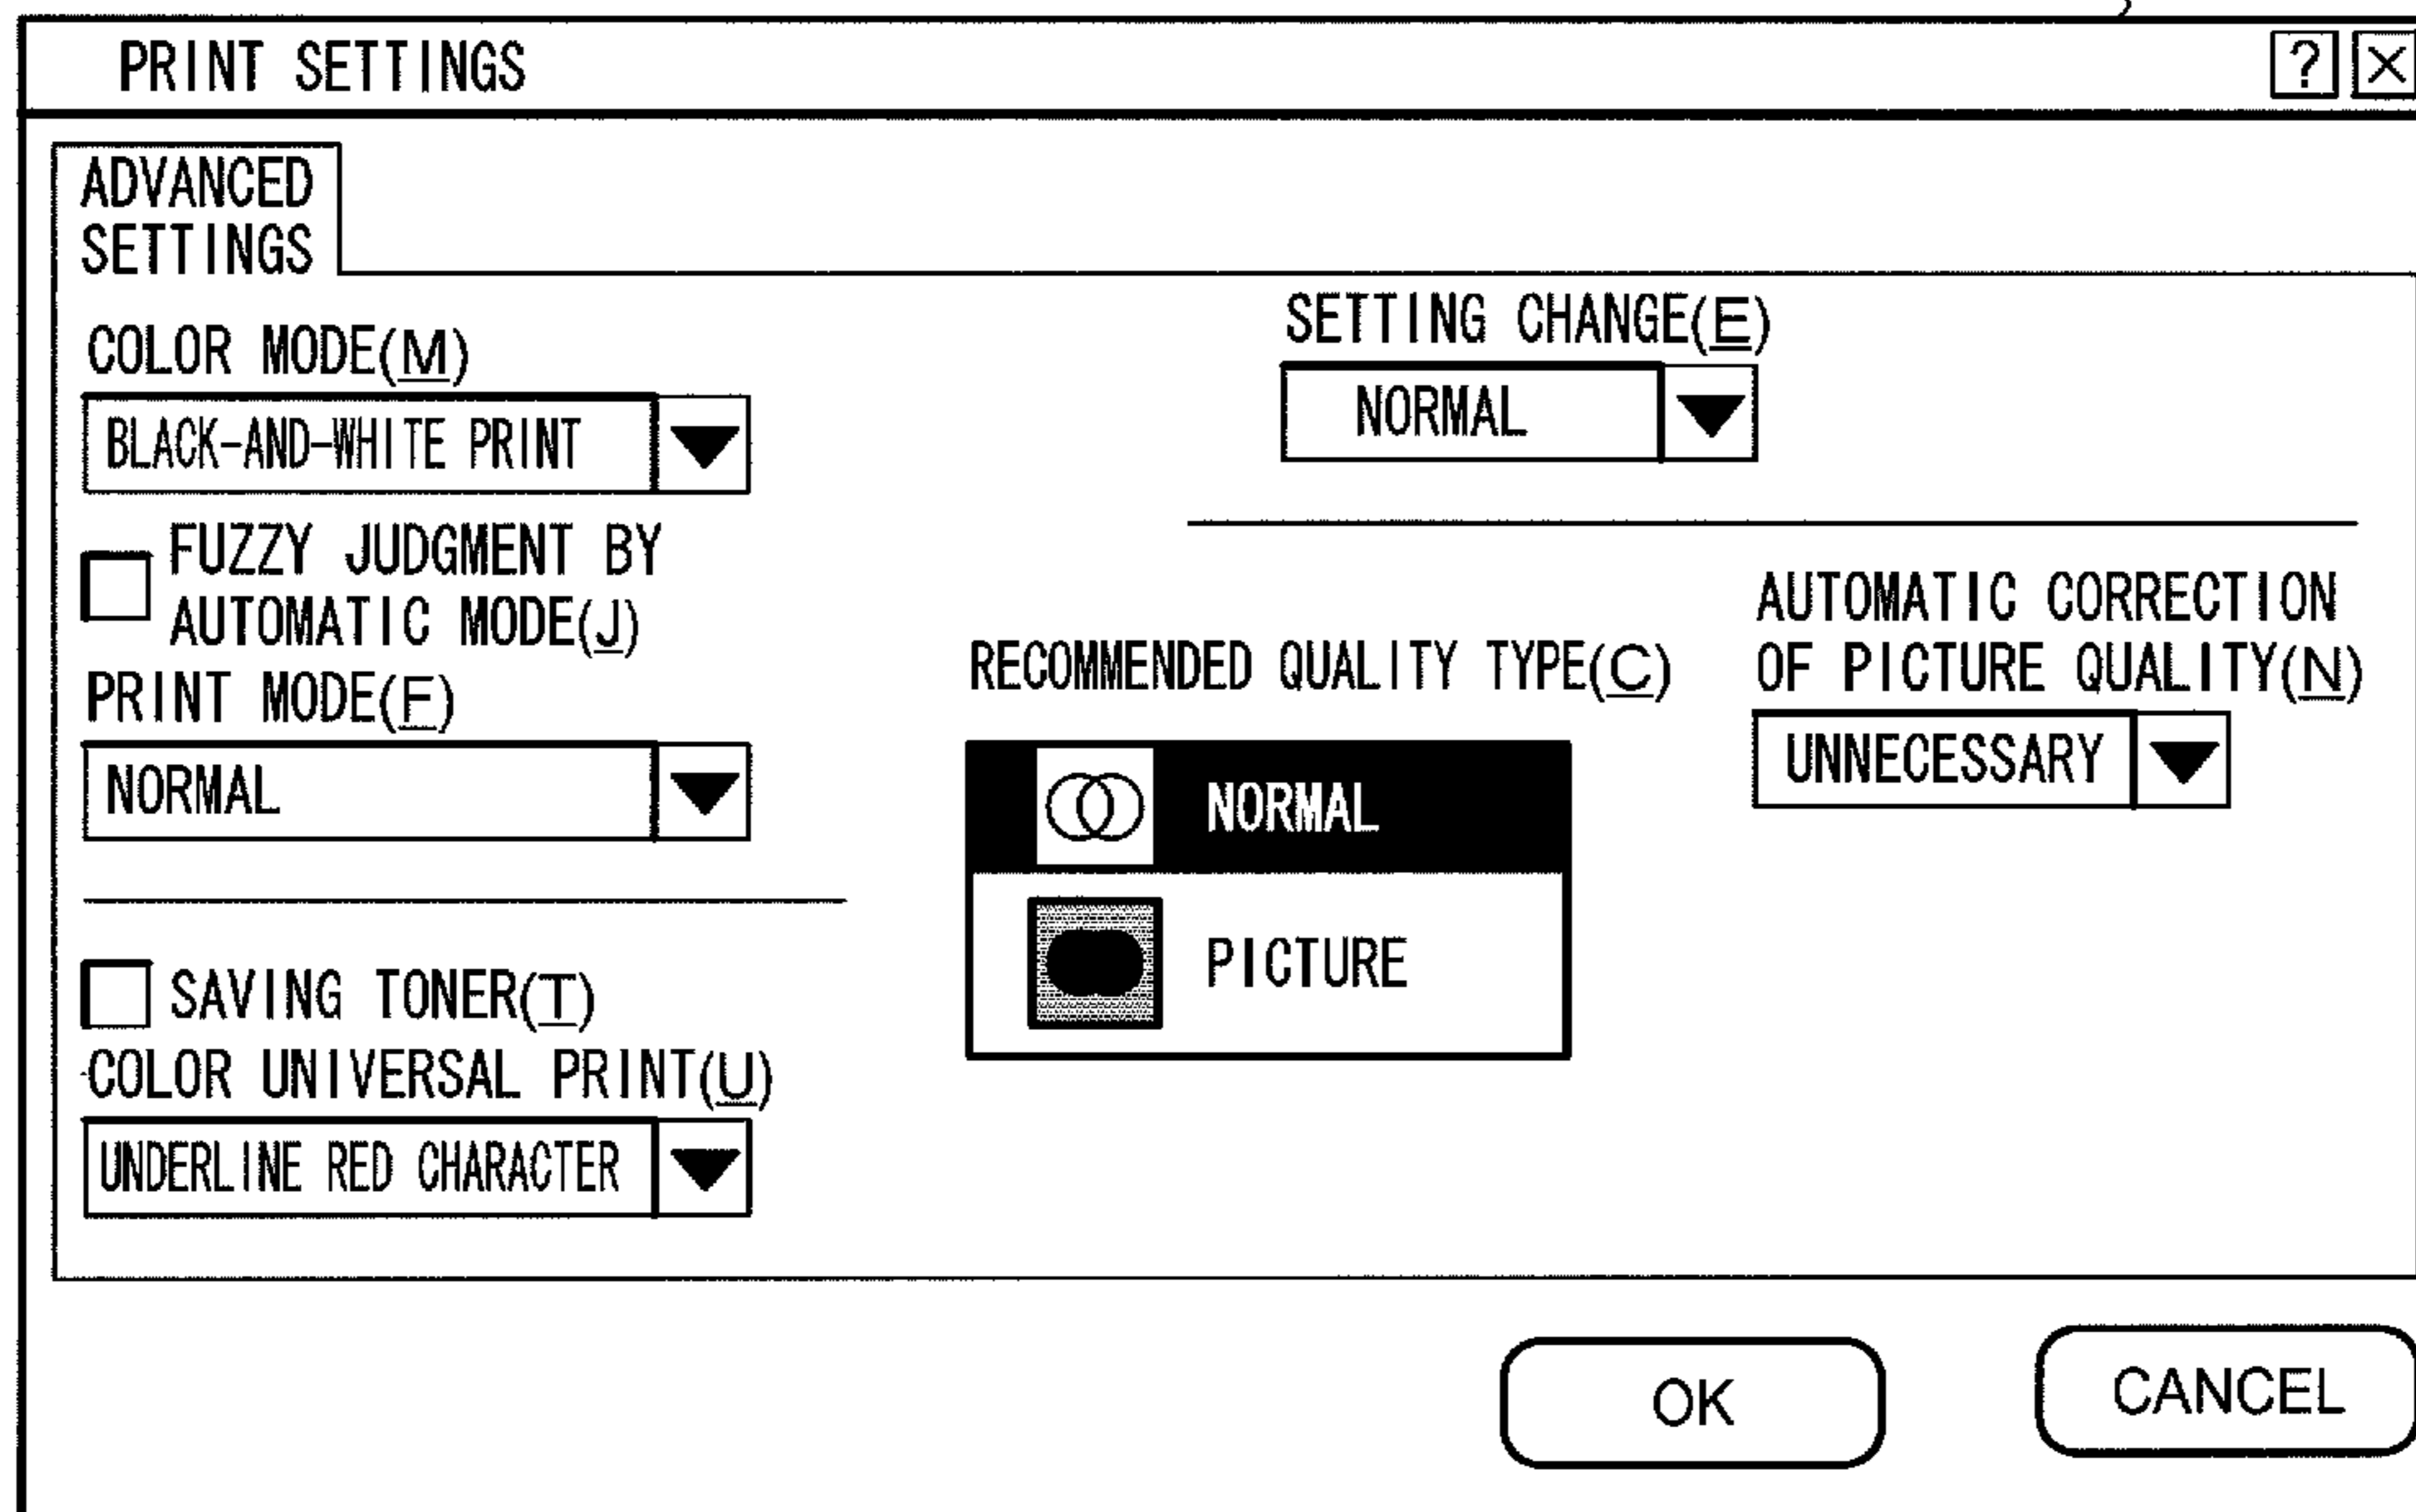 PRINT SETTINGS
?
ADVANCED
SETTINGS
COLOR MODE(M)
BLACK-AND-WHITE PRINT
FUZZY JUDGMENT BY
AUTOMATIC MODE(J)
PRINT MODE(F)
NORMAL
SAVING TONER(T)
COLOR UNIVERSAL PRINT(U)
UNDERLINE RED CHARACTER
SETTING CHANGE(E)
NORMAL
RECOMMENDED QUALITY TYPE(C)
NORMAL
PICTURE
AUTOMATIC CORRECTION
OF PICTURE QUALITY(N)
UNNECESSARY
OK
CANCEL